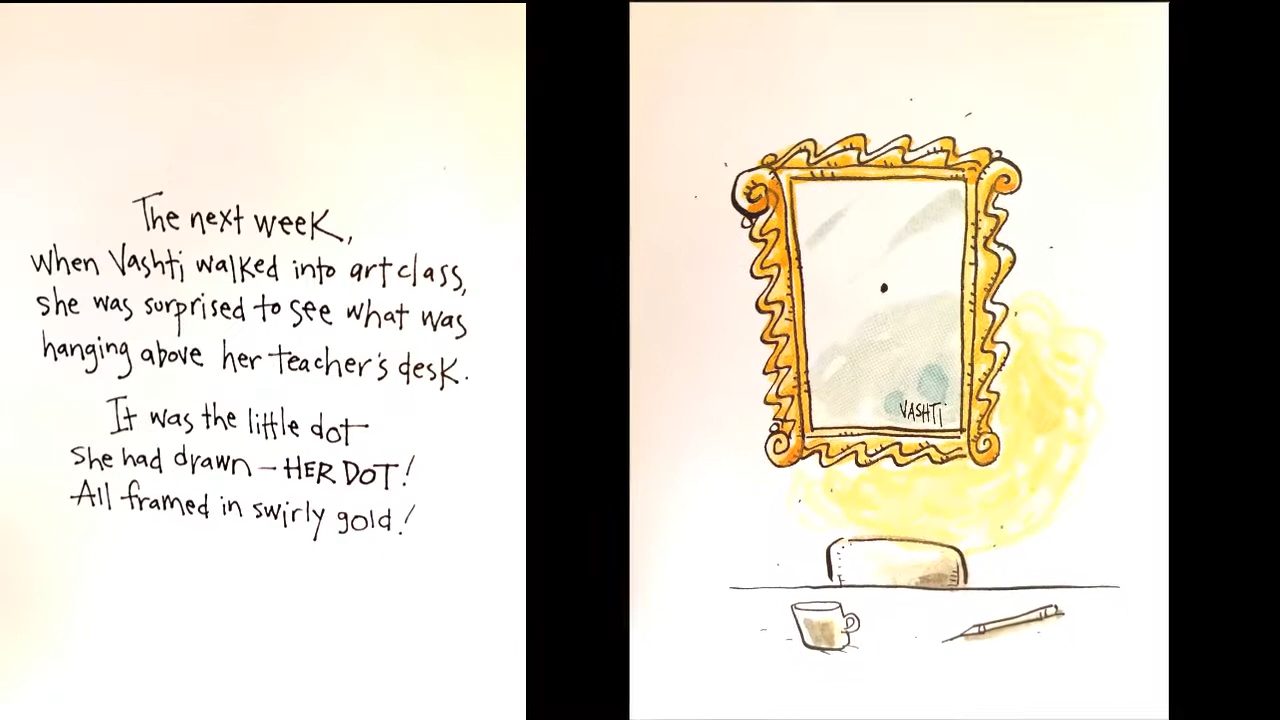 The next week,
when Vashti walked into art class,
she was surprised to see what was
hanging above her teacher's desk.
It was the little dot
she had drawn — HER DOT!
All framed in swirly gold!
VASHTI